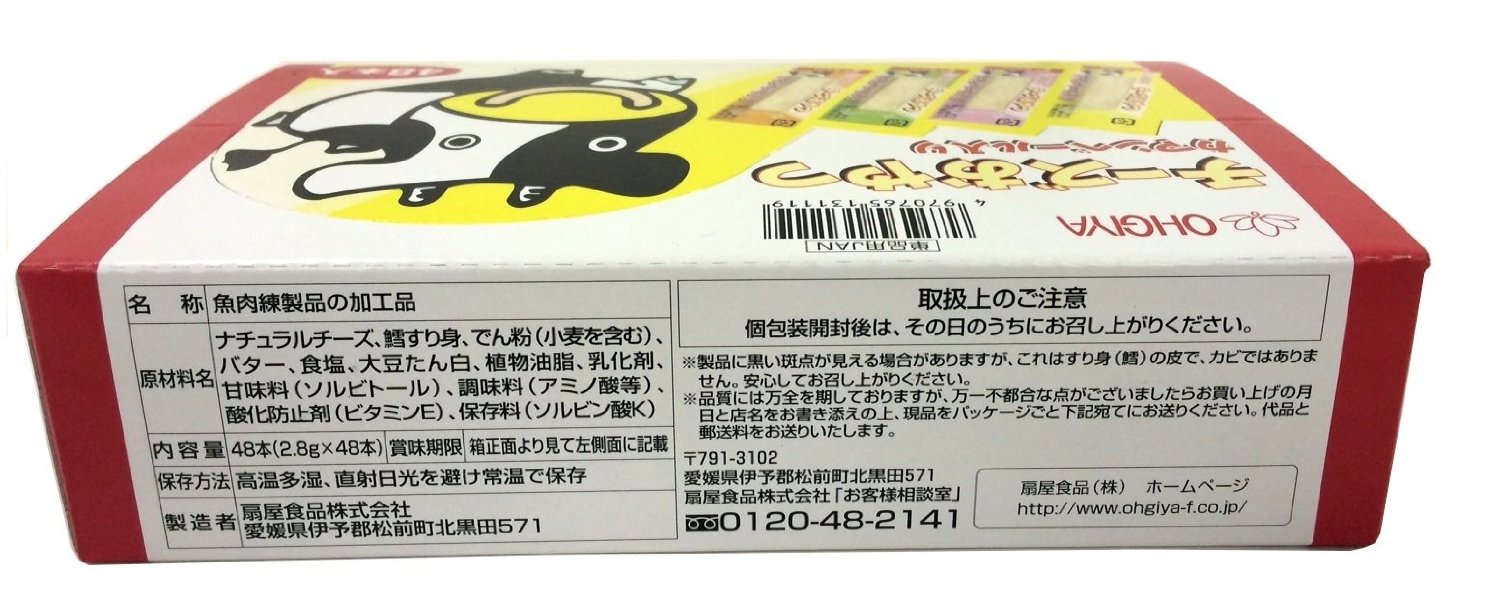 48本入
カマンベール入り
チーズおやつ
OHGIYA
4970765131119
単品用JAN
名　称 魚肉練製品の加工品
原材料名 ナチュラルチーズ、鱈すり身、でん粉(小麦を含む)、
バター、食塩、大豆たん白、植物油脂、乳化剤、
甘味料(ソルビトール)、調味料(アミノ酸等)、
酸化防止剤(ビタミンE)、保存料(ソルビン酸K)
内容量 48本(2.8g×48本) 賞味期限 箱正面より見て左側面に記載
保存方法 高温多湿、直射日光を避け常温で保存
製造者 扇屋食品株式会社
愛媛県伊予郡松前町北黒田571
取扱上のご注意
個包装開封後は、その日のうちにお召し上がりください。
※製品に黒い斑点が見える場合がありますが、これはすり身(鱈)の皮で、カビではありま
せん。安心してお召し上がりください。
※品質には万全を期しておりますが、万一不都合な点がございましたらお買い上げの月
日と店名をお書き添えの上、現品をパッケージごと下記宛てにお送りください。代品と
郵送料をお送りいたします。
〒791-3102
愛媛県伊予郡松前町北黒田571
扇屋食品株式会社「お客様相談室」
0120-48-2141
扇屋食品(株)　ホームページ
http://www.ohgiya-f.co.jp/